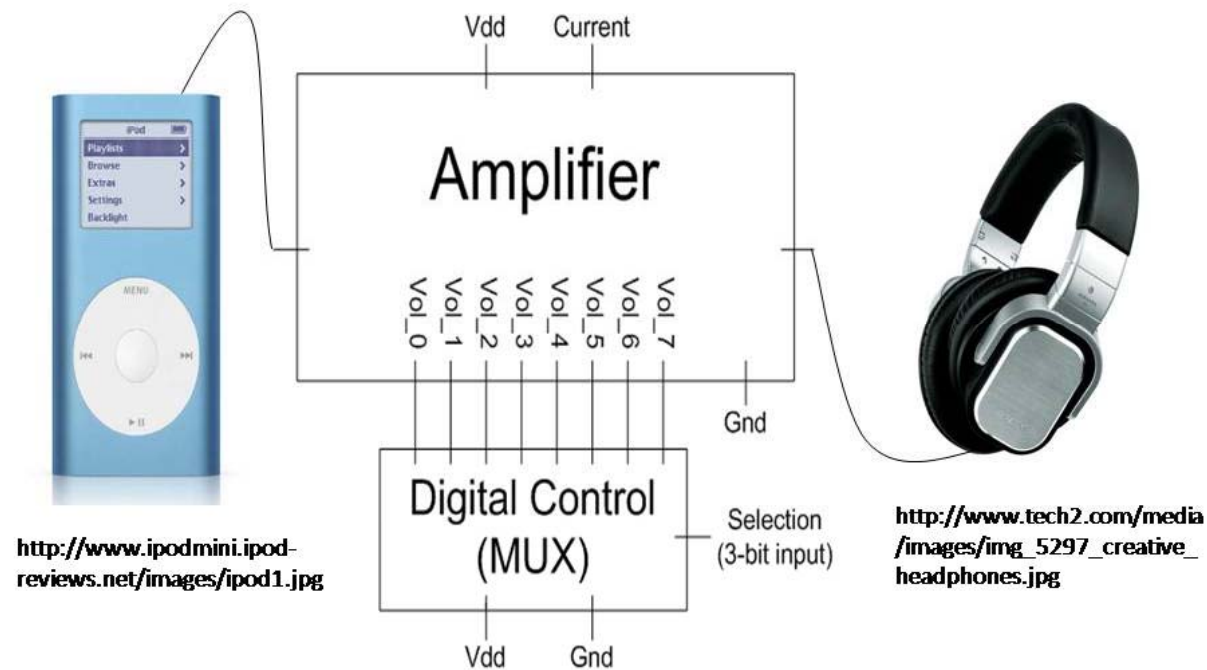 Vdd Current
iPod
Playlists >
Browse >
Extras >
Settings >
Backlight
MENU
Amplifier
Vol_0
Vol_1
Vol_2
Vol_3
Vol_4
Vol_5
Vol_6
Vol_7
Gnd
Digital Control
(MUX)
Selection
(3-bit input)
Vdd Gnd
http://www.ipodmini.ipod-
reviews.net/images/ipod1.jpg
http://www.tech2.com/media
/images/img_5297_creative_
headphones.jpg